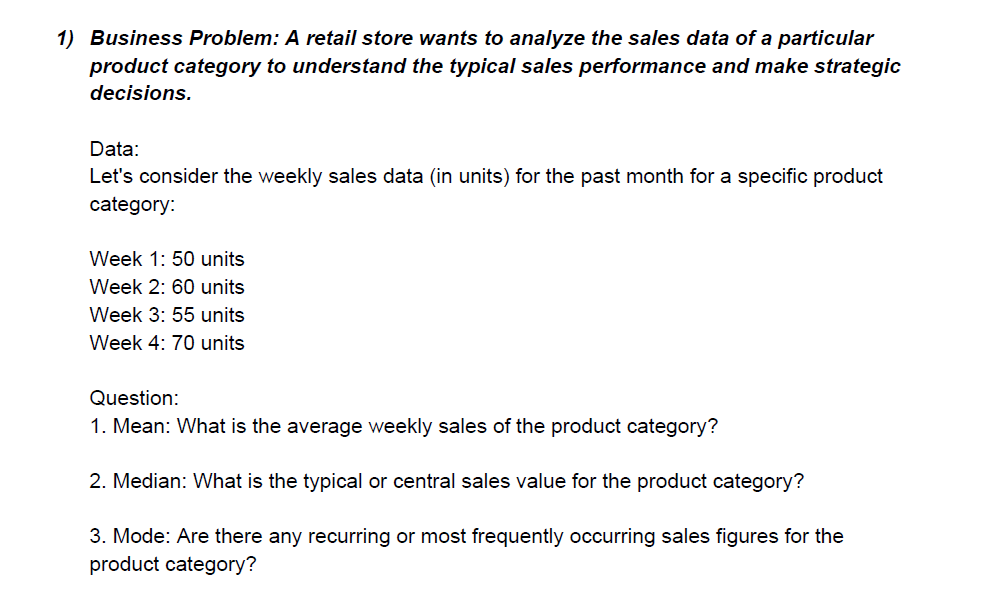 1) Business Problem: A retail store wants to analyze the sales data of a particular
product category to understand the typical sales performance and make strategic
decisions.
Data:
Let's consider the weekly sales data (in units) for the past month for a specific product
category:
Week 1: 50 units
Week 2: 60 units
Week 3: 55 units
Week 4: 70 units
Question:
1. Mean: What is the average weekly sales of the product category?
2. Median: What is the typical or central sales value for the product category?
3. Mode: Are there any recurring or most frequently occurring sales figures for the
product category?